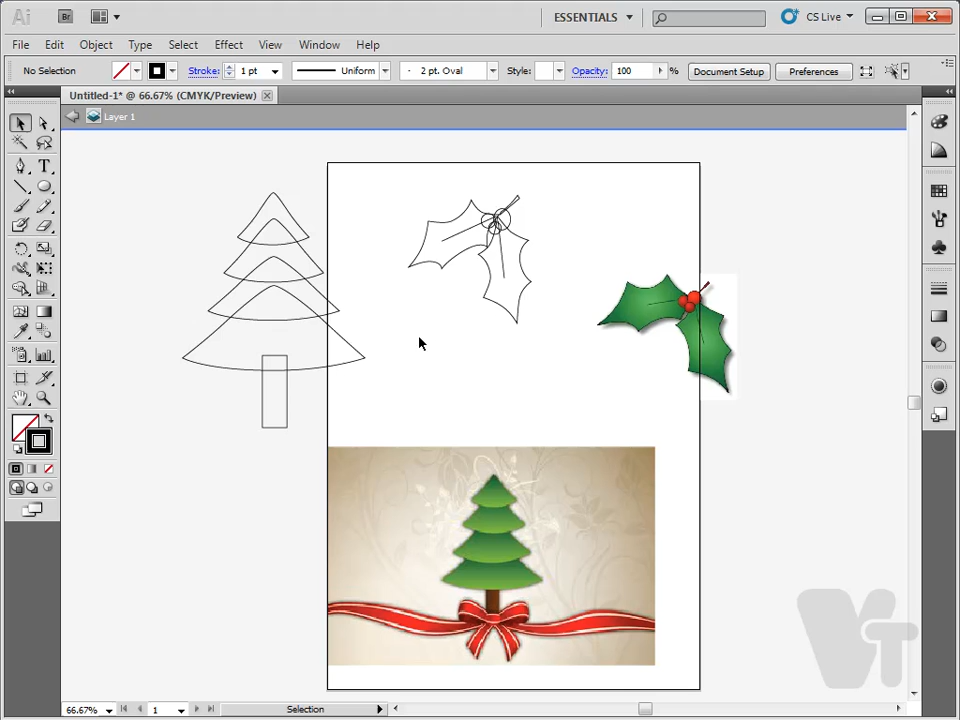 Ai Br ESSENTIALS CS Live
File Edit Object Type Select Effect View Window Help
No Selection Stroke: 1 pt Uniform 2 pt. Oval Style: Opacity: 100 % Document Setup Preferences
Untitled-1* @ 66.67% (CMYK/Preview)
Layer 1
T
VT
66.67% 1 Selection